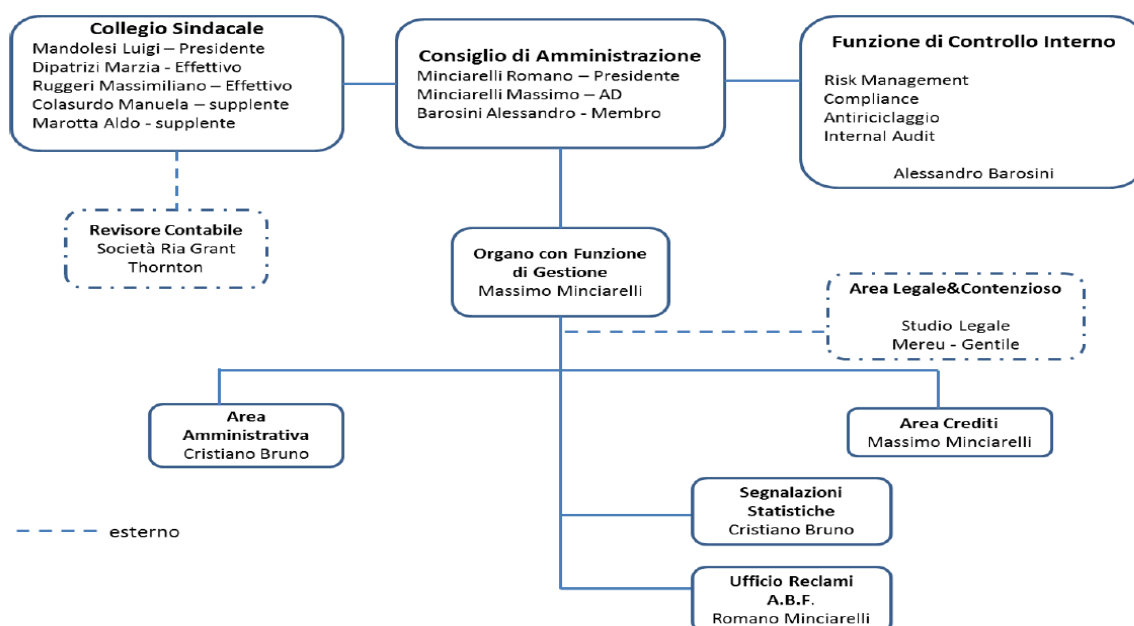 Collegio Sindacale
Mandolesi Luigi – Presidente
Dipatrizi Marzia - Effettivo
Ruggeri Massimiliano – Effettivo
Colasurdo Manuela – supplente
Marotta Aldo - supplente
Consiglio di Amministrazione
Minciarelli Romano – Presidente
Minciarelli Massimo – AD
Barosini Alessandro - Membro
Funzione di Controllo Interno
Risk Management
Compliance
Antiriciclaggio
Internal Audit
Alessandro Barosini
Revisore Contabile
Società Ria Grant
Thornton
Organo con Funzione
di Gestione
Massimo Minciarelli
Area Legale&Contenzioso
Studio Legale
Mereu - Gentile
Area
Amministrativa
Cristiano Bruno
Area Crediti
Massimo Minciarelli
Segnalazioni
Statistiche
Cristiano Bruno
esterno
Ufficio Reclami
A.B.F.
Romano Minciarelli